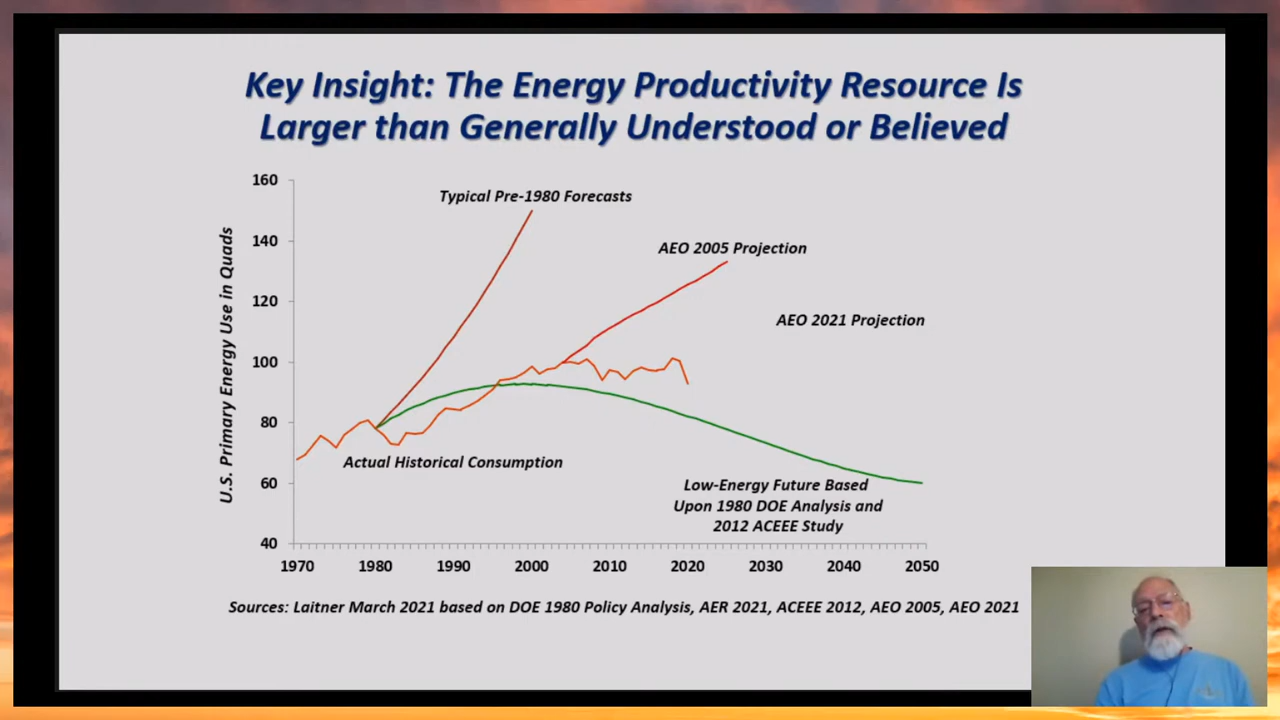 Key Insight: The Energy Productivity Resource Is
Larger than Generally Understood or Believed
160
140
120
100
80
60
40
U.S. Primary Energy Use in Quads
Typical Pre-1980 Forecasts
AEO 2005 Projection
AEO 2021 Projection
Actual Historical Consumption
Low-Energy Future Based
Upon 1980 DOE Analysis and
2012 ACEEE Study
1970 1980 1990 2000 2010 2020 2030 2040 2050
Sources: Laitner March 2021 based on DOE 1980 Policy Analysis, AER 2021, ACEEE 2012, AEO 2005, AEO 2021